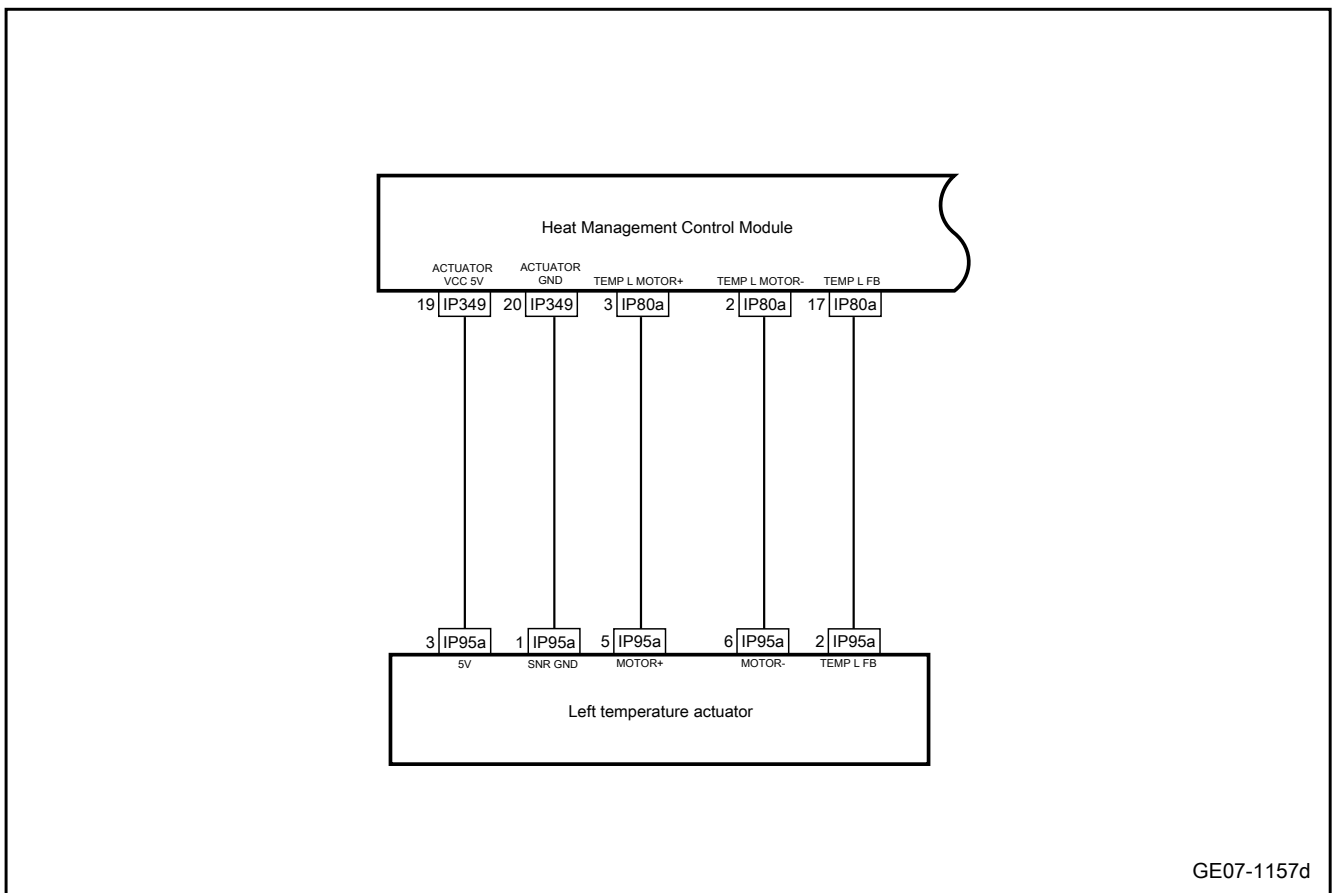 Heat Management Control Module
ACTUATOR VCC 5V
ACTUATOR GND
TEMP L MOTOR+
TEMP L MOTOR-
TEMP L FB
19 IP349
20 IP349
3 IP80a
2 IP80a
17 IP80a
3 IP95a
1 IP95a
5 IP95a
6 IP95a
2 IP95a
5V
SNR GND
MOTOR+
MOTOR-
TEMP L FB
Left temperature actuator
GE07-1157d